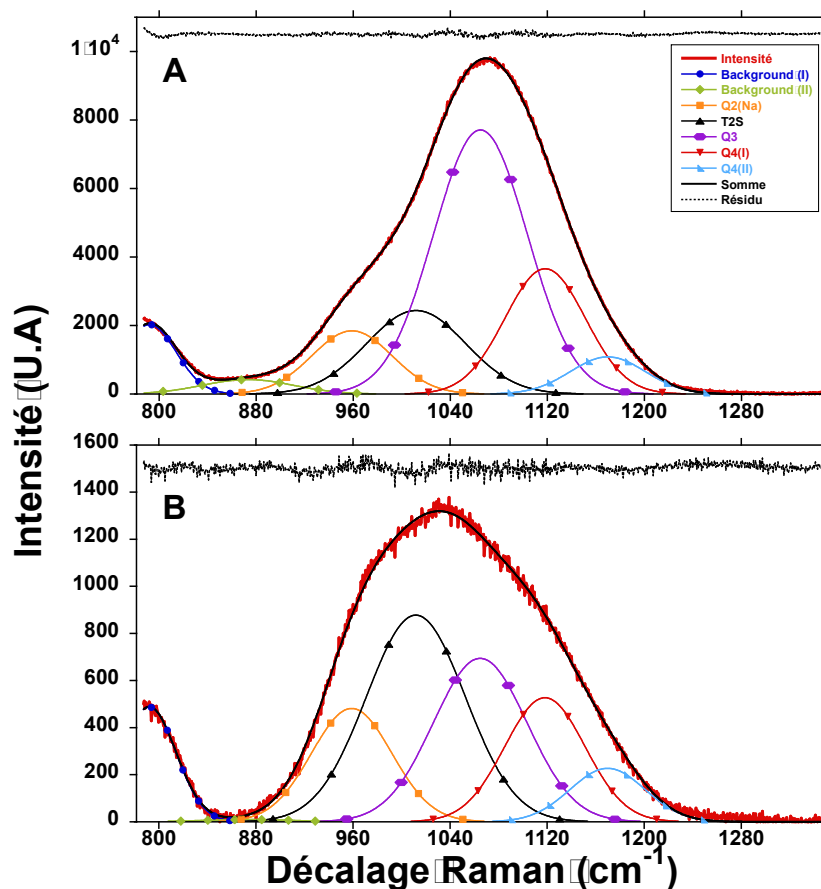 1 10⁴
A
8000
6000
4000
2000
0
800 880 960 1040 1120 1200 1280
Intensité
Background (I)
Background (II)
Q2(Na)
T2S
Q3
Q4(I)
Q4(II)
Somme
Résidu
Intensité (U.A)
1600
B
1400
1200
1000
800
600
400
200
0
800 880 960 1040 1120 1200 1280
Décalage Raman (cm⁻¹)